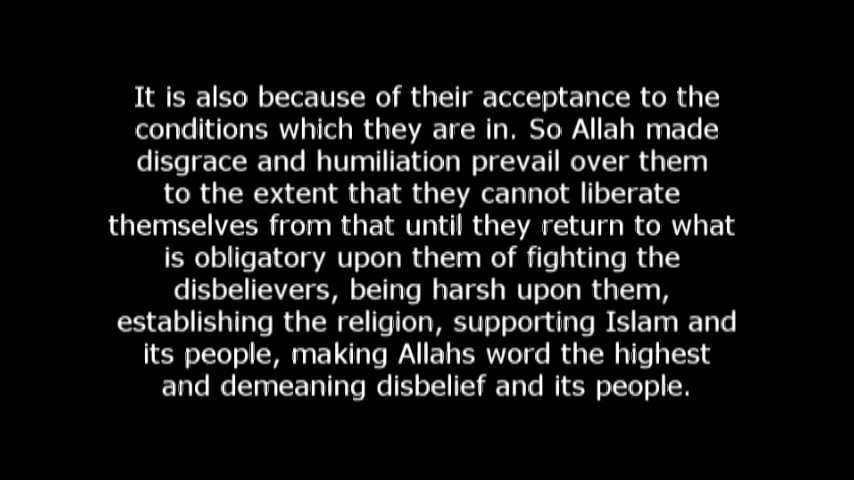 It is also because of their acceptance to the
conditions which they are in. So Allah made
disgrace and humiliation prevail over them
to the extent that they cannot liberate
themselves from that until they return to what
is obligatory upon them of fighting the
disbelievers, being harsh upon them,
establishing the religion, supporting Islam and
its people, making Allahs word the highest
and demeaning disbelief and its people.